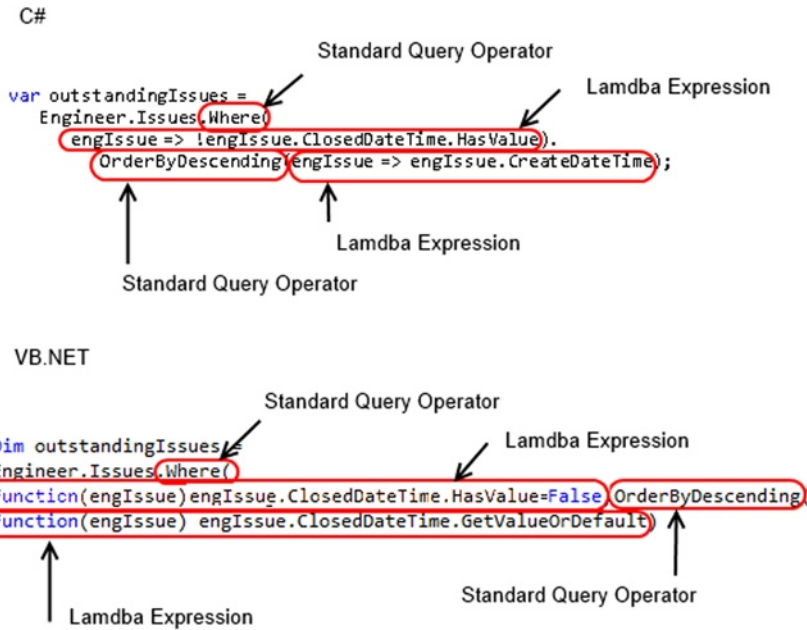 C#
Standard Query Operator
Lamdba Expression
var outstandingIssues =
Engineer.Issues.Where(
engIssue => !engIssue.ClosedDateTime.HasValue).
OrderByDescending(engIssue => engIssue.CreateDateTime);
Lamdba Expression
Standard Query Operator
VB.NET
Standard Query Operator
Lamdba Expression
Dim outstandingIssues =
Engineer.Issues.Where(
Function(engIssue)engIssue.ClosedDateTime.HasValue=False).OrderByDescending(
Function(engIssue) engIssue.ClosedDateTime.GetValueOrDefault)
Standard Query Operator
Lamdba Expression